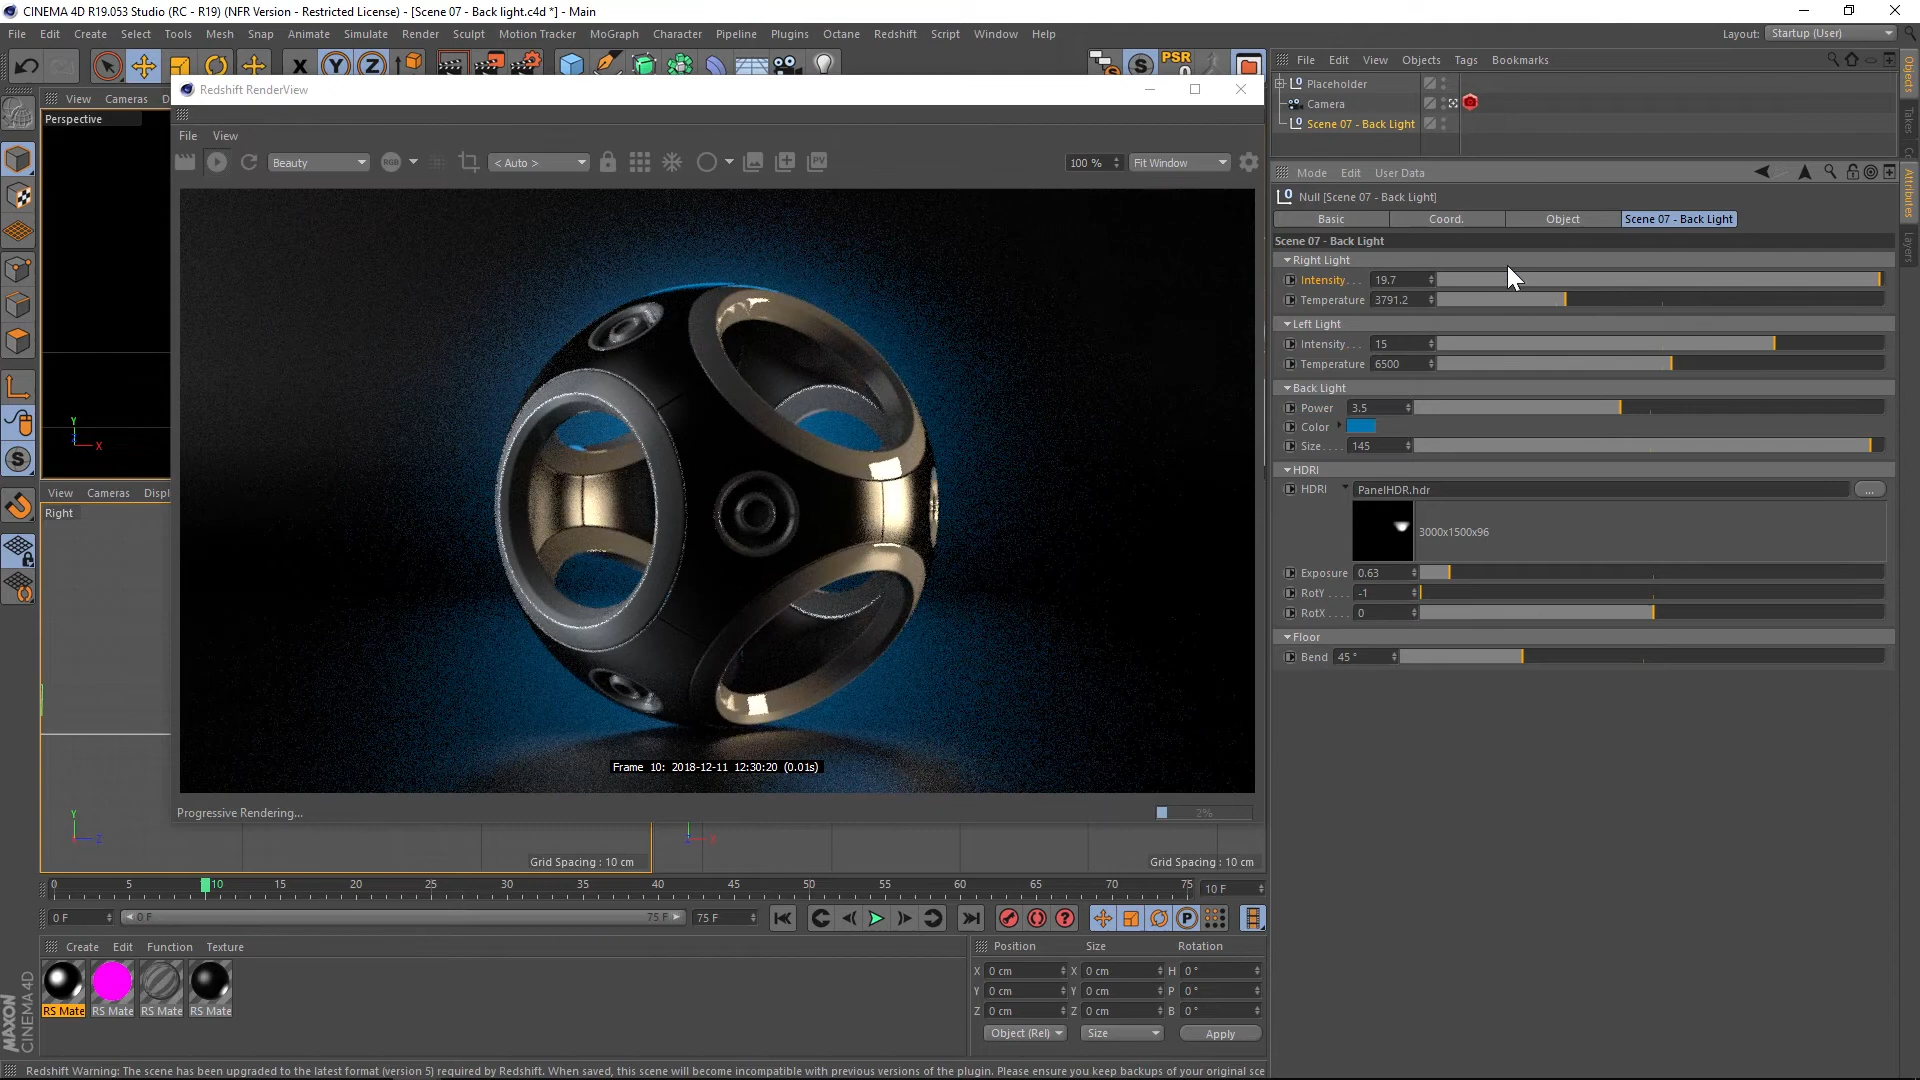 CINEMA 4D R19.053 Studio (RC - R19) (NFR Version - Restricted License) - [Scene 07 - Back light.c4d *] - Main
File Edit Create Select Tools Mesh Snap Animate Simulate Render Sculpt Motion Tracker MoGraph Character Pipeline Plugins Octane Redshift Script Window Help
Layout: Startup (User)
X Y Z PSR 0
View Cameras D
Perspective
Redshift RenderView
File View
Beauty RGB < Auto > PV 100 % Fit Window
Frame 10: 2018-12-11 12:30:20 (0.01s)
Progressive Rendering... 2%
View Cameras Displ
Right
Grid Spacing : 10 cm
Grid Spacing : 10 cm
File Edit View Objects Tags Bookmarks
Placeholder
Camera
Scene 07 - Back Light
Objects
Takes
Attributes
Layers
Mode Edit User Data
Null [Scene 07 - Back Light]
Basic Coord. Object Scene 07 - Back Light
Scene 07 - Back Light
Right Light
Intensity. . . 19.7
Temperature 3791.2
Left Light
Intensity. . . 15
Temperature 6500
Back Light
Power 3.5
Color
Size. . . . 145
HDRI
HDRI PanelHDR.hdr ...
3000x1500x96
Exposure 0.63
RotY . . . . -1
RotX . . . . 0
Floor
Bend 45 °
0 5 10 15 20 25 30 35 40 45 50 55 60 65 70 75 10 F
0 F 0 F 75 F 75 F
Create Edit Function Texture
RS Mate RS Mate RS Mate RS Mate
Position Size Rotation
X 0 cm X 0 cm H 0 °
Y 0 cm Y 0 cm P 0 °
Z 0 cm Z 0 cm B 0 °
Object (Rel) Size Apply
MAXON
CINEMA 4D
Redshift Warning: The scene has been upgraded to the latest format (version 5) required by Redshift. When saved, this scene will become incompatible with previous versions of the plugin. Please ensure you keep backups of your original sce